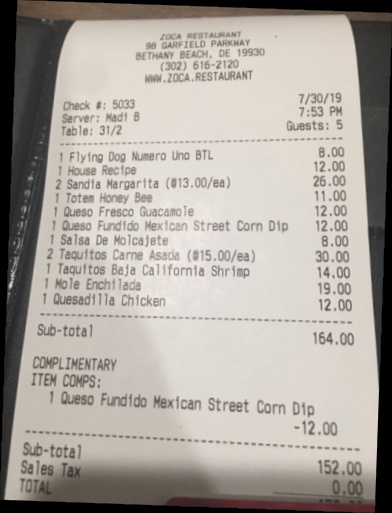 ZOCA RESTAURANT
98 GARFIELD PARKWAY
BETHANY BEACH, DE 19930
(302) 616-2120
WWW.ZOCA.RESTAURANT
Check #: 5033 7/30/19
Server: Madi B 7:53 PM
Table: 31/2 Guests: 5
1 Flying Dog Numero Uno BTL 8.00
1 House Recipe 12.00
2 Sandia Margarita (@13.00/ea) 26.00
1 Totem Honey Bee 11.00
1 Queso Fresco Guacamole 12.00
1 Queso Fundido Mexican Street Corn Dip 12.00
1 Salsa De Molcajete 8.00
2 Taquitos Carne Asada (@15.00/ea) 30.00
1 Taquitos Baja California Shrimp 14.00
1 Mole Enchilada 19.00
1 Quesadilla Chicken 12.00
Sub-total 164.00
COMPLIMENTARY
ITEM COMPS:
1 Queso Fundido Mexican Street Corn Dip
-12.00
Sub-total 152.00
Sales Tax 0.00
TOTAL